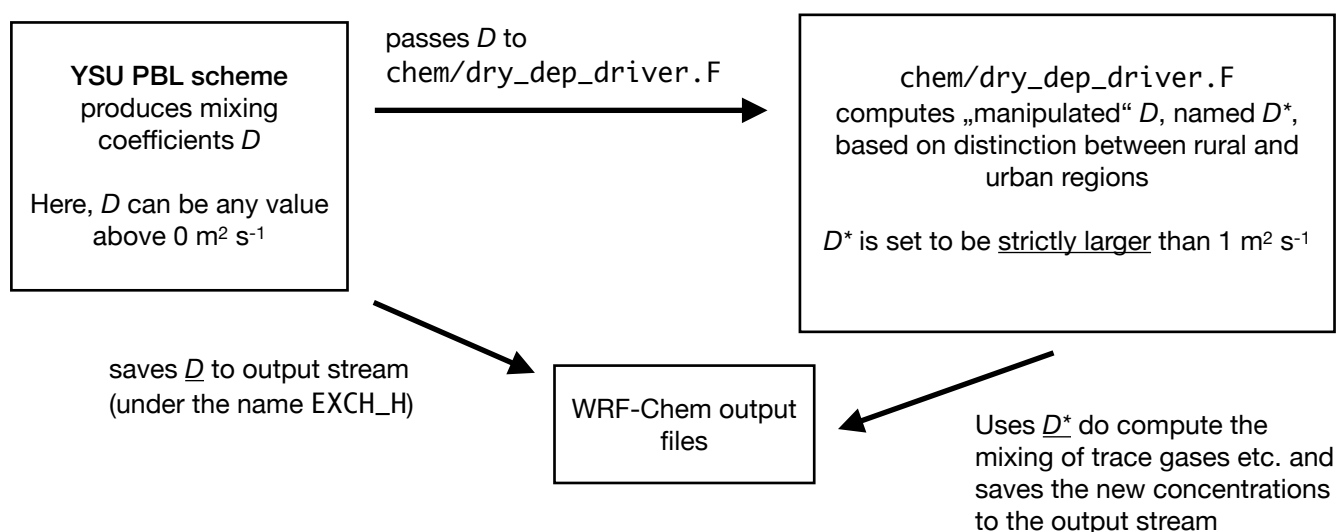 YSU PBL scheme
produces mixing
coefficients D
Here, D can be any value
above 0 m² s⁻¹
passes D to
chem/dry_dep_driver.F
chem/dry_dep_driver.F
computes „manipulated“ D, named D*,
based on distinction between rural and
urban regions
D* is set to be strictly larger than 1 m² s⁻¹
saves D to output stream
(under the name EXCH_H)
WRF-Chem output
files
Uses D* do compute the
mixing of trace gases etc. and
saves the new concentrations
to the output stream